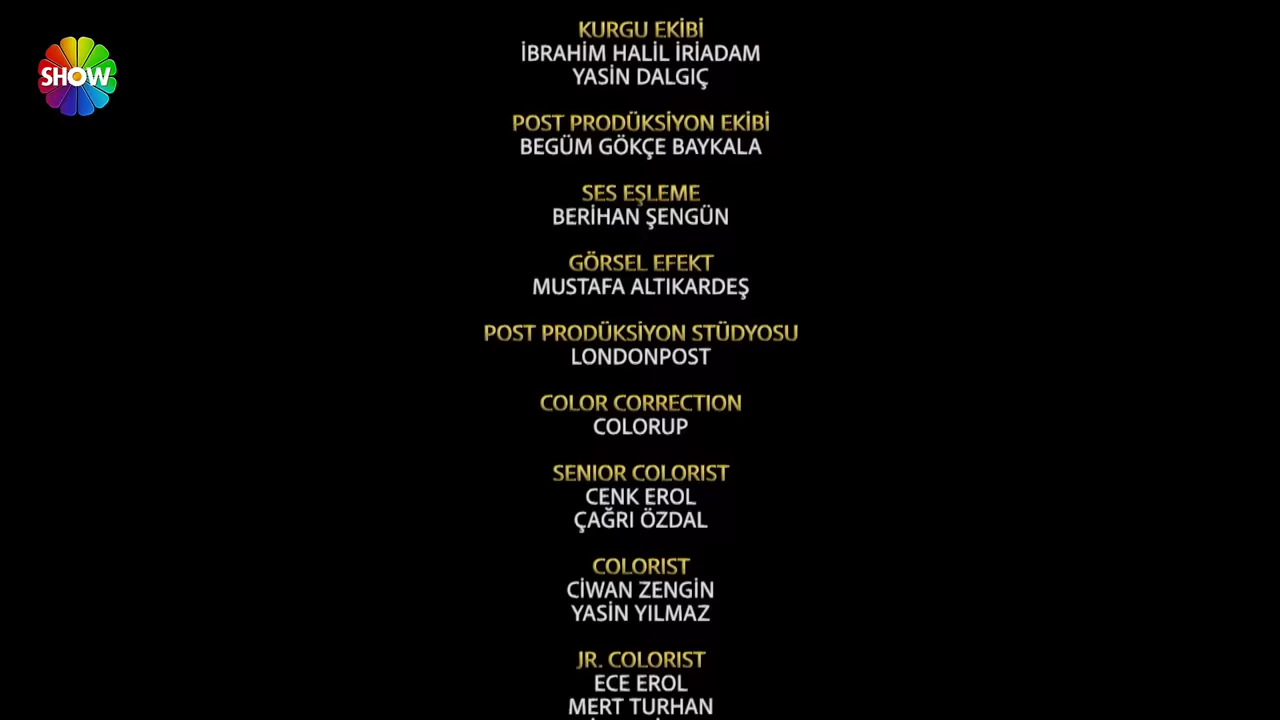 SHOW
KURGU EKİBİ
İBRAHİM HALİL İRİADAM
YASİN DALGIÇ
POST PRODÜKSİYON EKİBİ
BEGÜM GÖKÇE BAYKALA
SES EŞLEME
BERİHAN ŞENGÜN
GÖRSEL EFEKT
MUSTAFA ALTIKARDEŞ
POST PRODÜKSİYON STÜDYOSU
LONDONPOST
COLOR CORRECTION
COLORUP
SENIOR COLORIST
CENK EROL
ÇAĞRI ÖZDAL
COLORIST
CİWAN ZENGİN
YASİN YILMAZ
JR. COLORIST
ECE EROL
MERT TURHAN